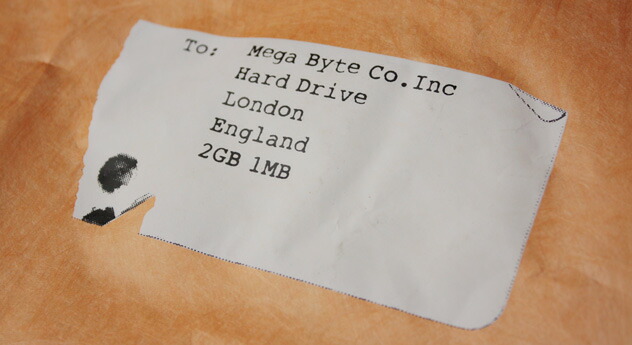 To: Mega Byte Co.Inc
Hard Drive
London
England
2GB 1MB